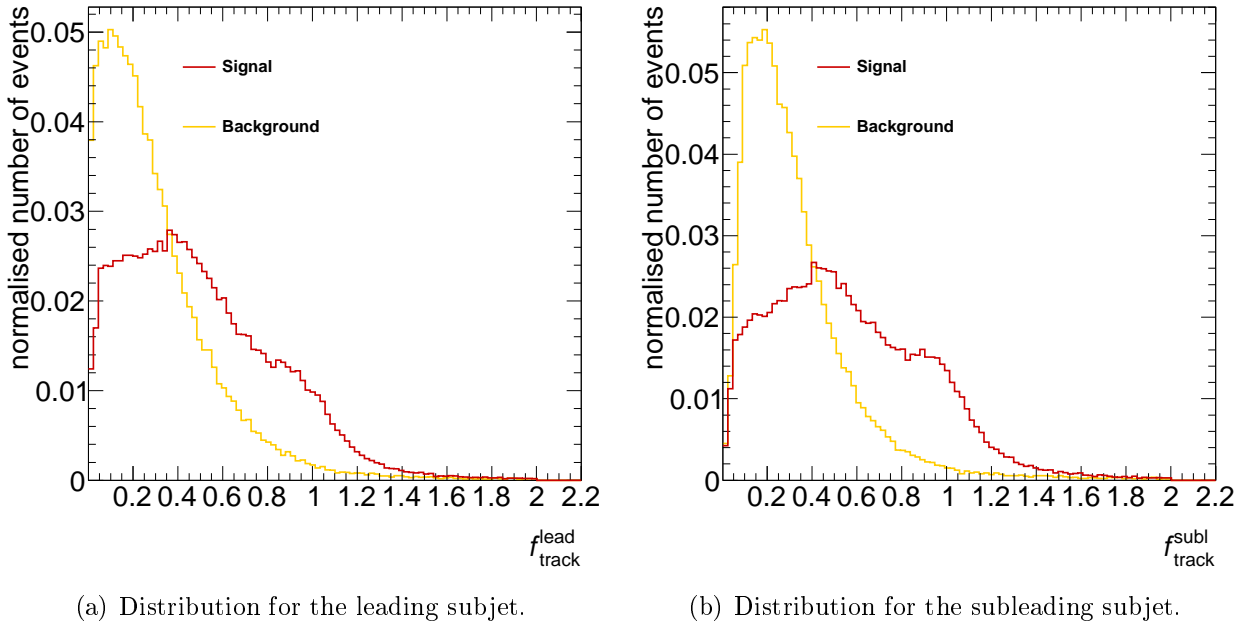 normalised number of events
0.05
0.04
0.03
0.02
0.01
0
Signal
Background
0.2 0.4 0.6 0.8 1 1.2 1.4 1.6 1.8 2 2.2
f lead track
(a) Distribution for the leading subjet.
normalised number of events
0.05
0.04
0.03
0.02
0.01
0
Signal
Background
0.2 0.4 0.6 0.8 1 1.2 1.4 1.6 1.8 2 2.2
f subl track
(b) Distribution for the subleading subjet.